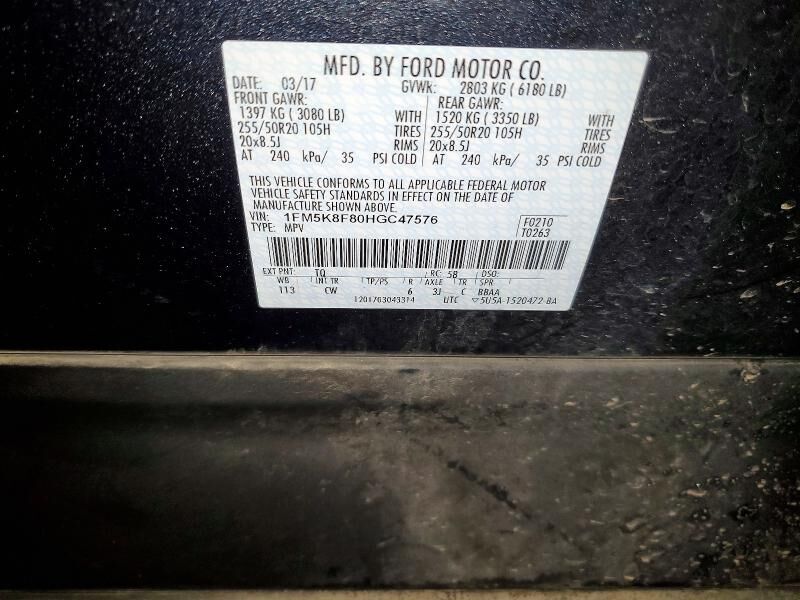 MFD. BY FORD MOTOR CO.
DATE: 03/17 GVWR: 2803 KG ( 6180 LB)
FRONT GAWR: REAR GAWR:
1397 KG ( 3080 LB) WITH 1520 KG ( 3350 LB) WITH
255/50R20 105H TIRES 255/50R20 105H TIRES
20x8.5J RIMS 20x8.5J RIMS
AT 240 kPa/ 35 PSI COLD AT 240 kPa/ 35 PSI COLD
THIS VEHICLE CONFORMS TO ALL APPLICABLE FEDERAL MOTOR
VEHICLE SAFETY STANDARDS IN EFFECT ON THE DATE OF
MANUFACTURE SHOWN ABOVE.
VIN: 1FM5K8F80HGC47576 F0210
TYPE: MPV T0263
EXT PNT: TQ RC: 58 DSO:
WB INT TR TP/PS R AXLE TR SPR
113 CW 6 3J C BBAA
1201703043314 UTC ▽5U5A-1520472-BA